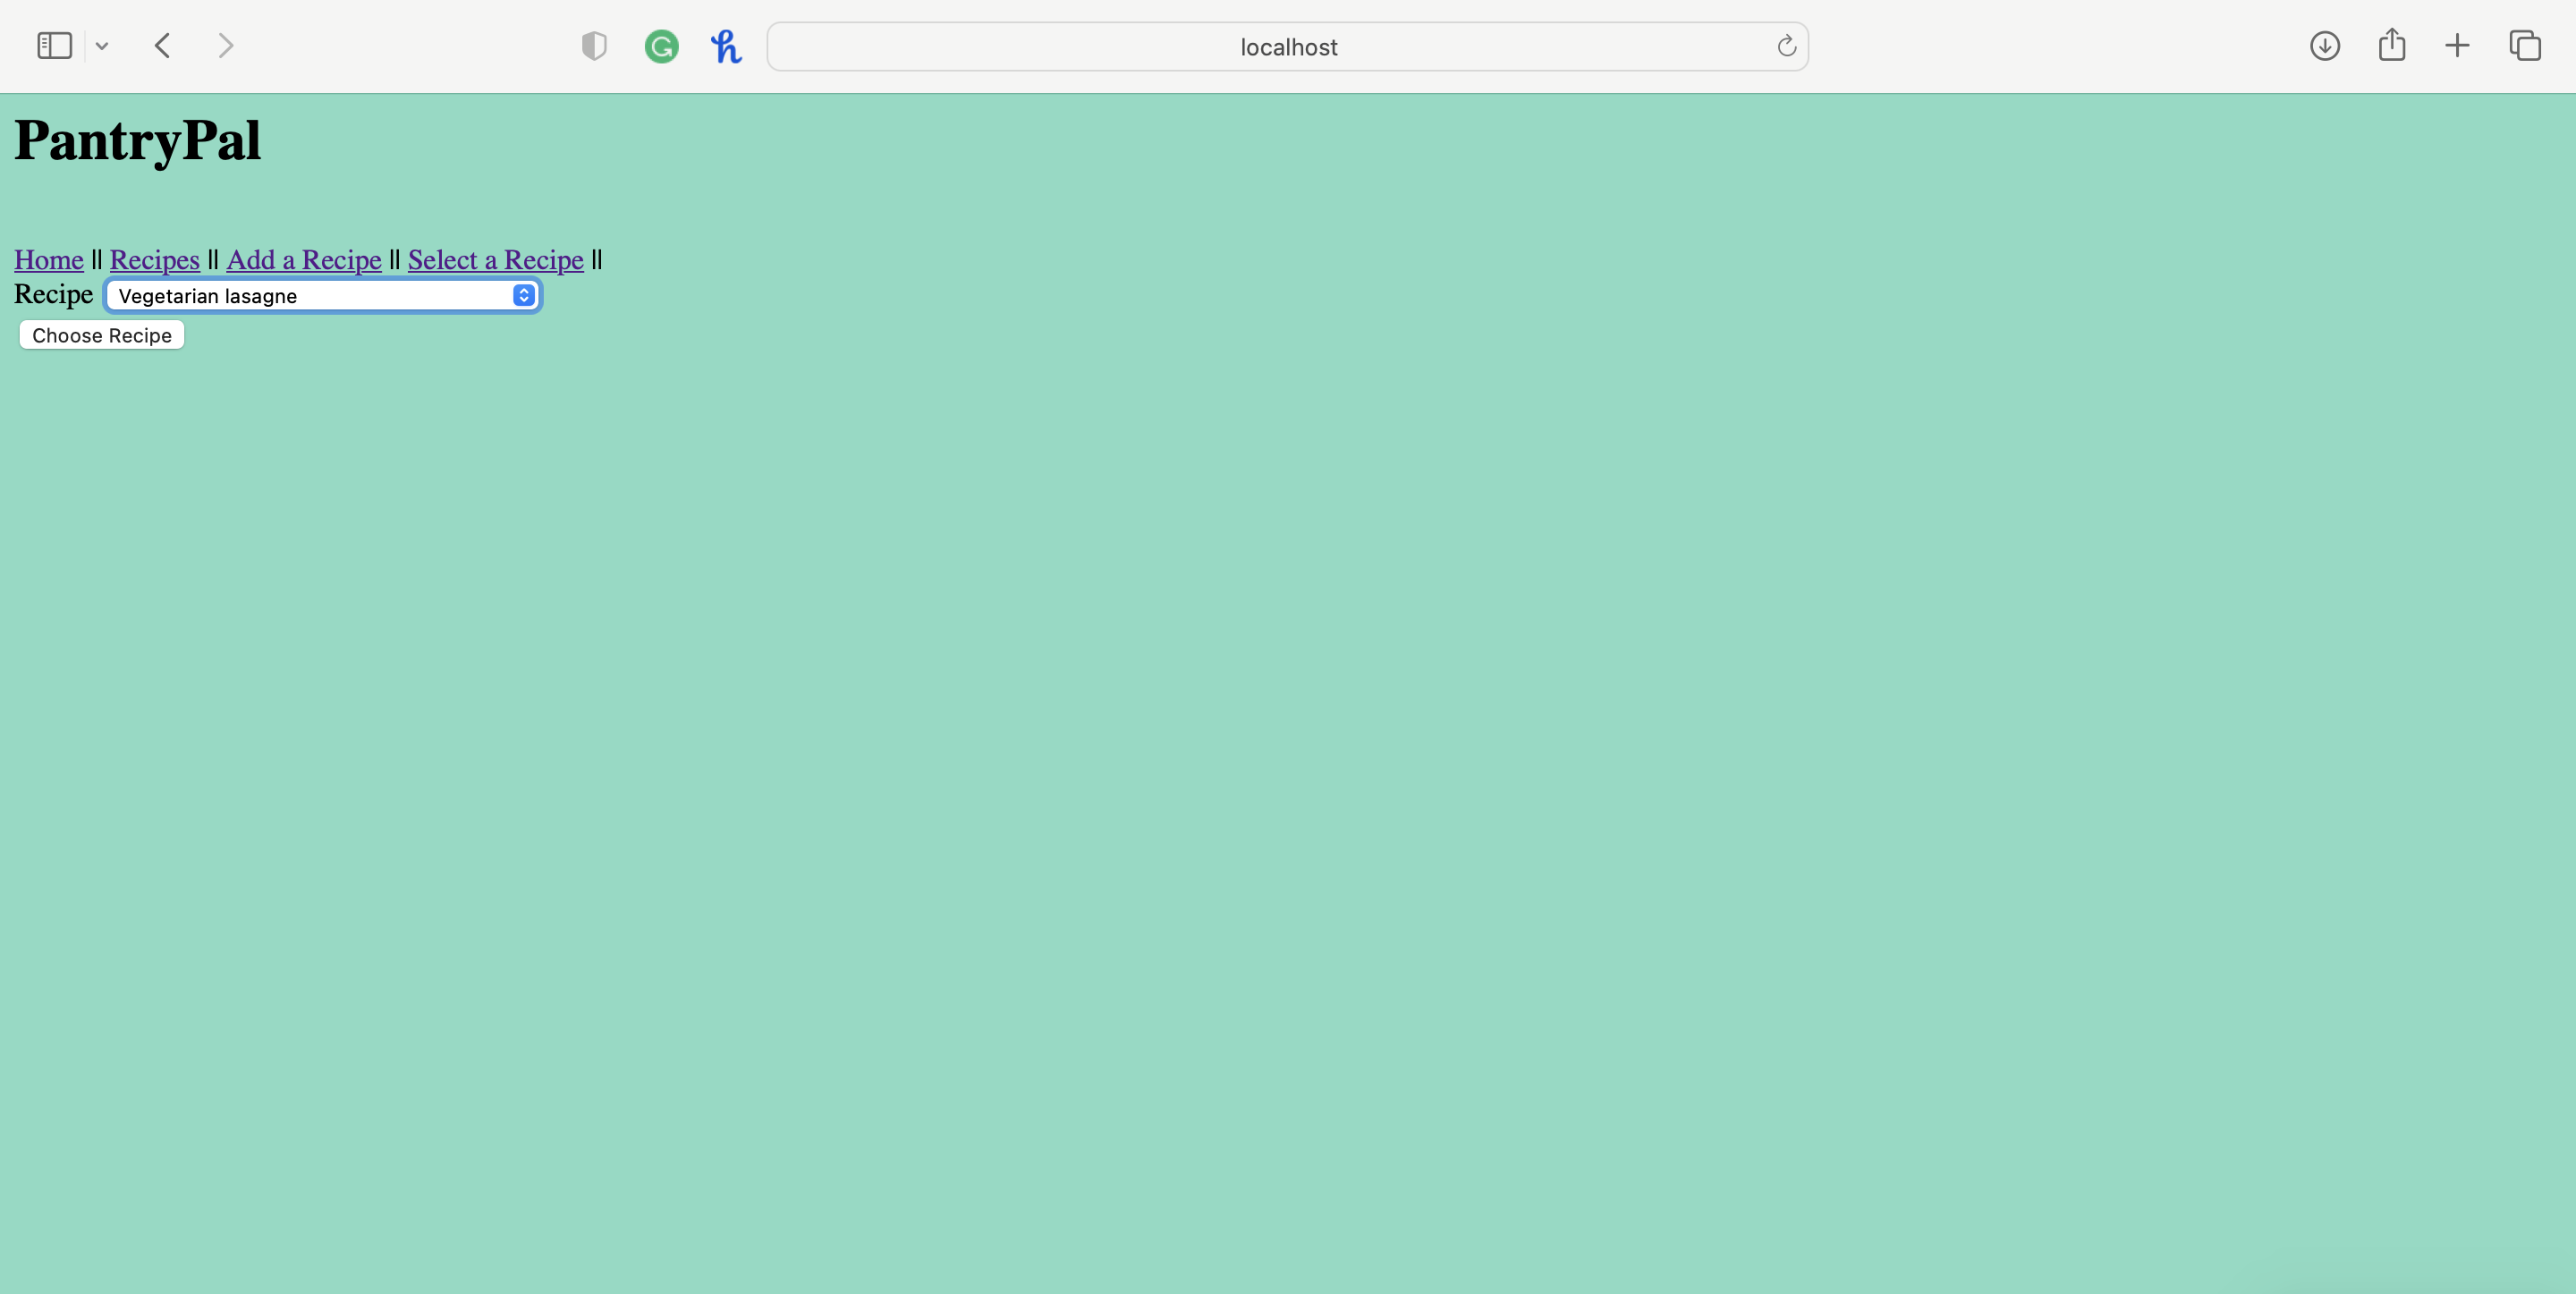 localhost
PantryPal
Home || Recipes || Add a Recipe || Select a Recipe ||
Recipe Vegetarian lasagne
Choose Recipe